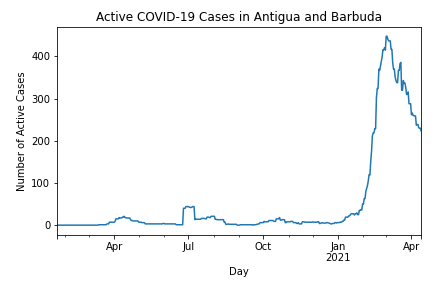 Active COVID-19 Cases in Antigua and Barbuda
Number of Active Cases
400
300
200
100
0
Apr
Jul
Oct
Jan
2021
Apr
Day